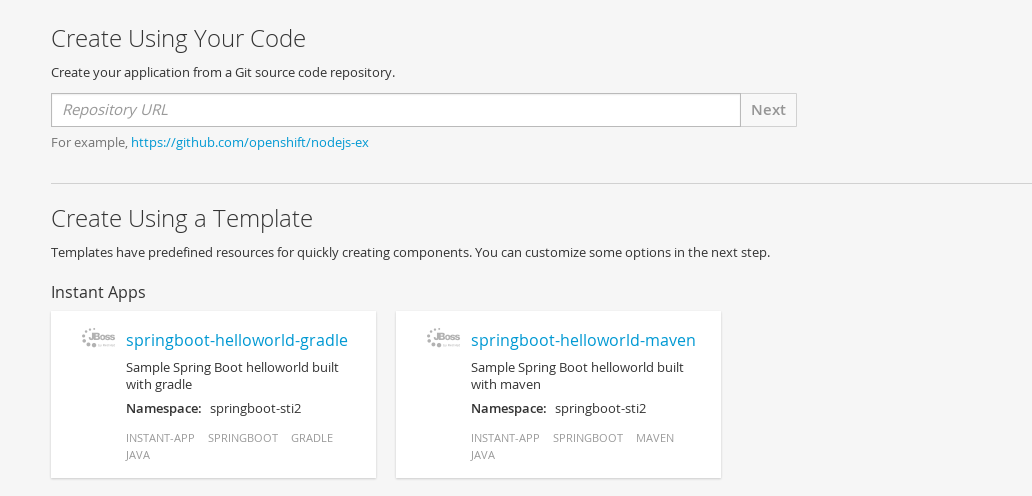 Create Using Your Code
Create your application from a Git source code repository.
Repository URL
Next
For example, https://github.com/openshift/nodejs-ex
Create Using a Template
Templates have predefined resources for quickly creating components. You can customize some options in the next step.
Instant Apps
JBoss
springboot-helloworld-gradle
Sample Spring Boot helloworld built
with gradle
Namespace: springboot-sti2
INSTANT-APP SPRINGBOOT GRADLE
JAVA
JBoss
springboot-helloworld-maven
Sample Spring Boot helloworld built
with maven
Namespace: springboot-sti2
INSTANT-APP SPRINGBOOT MAVEN
JAVA